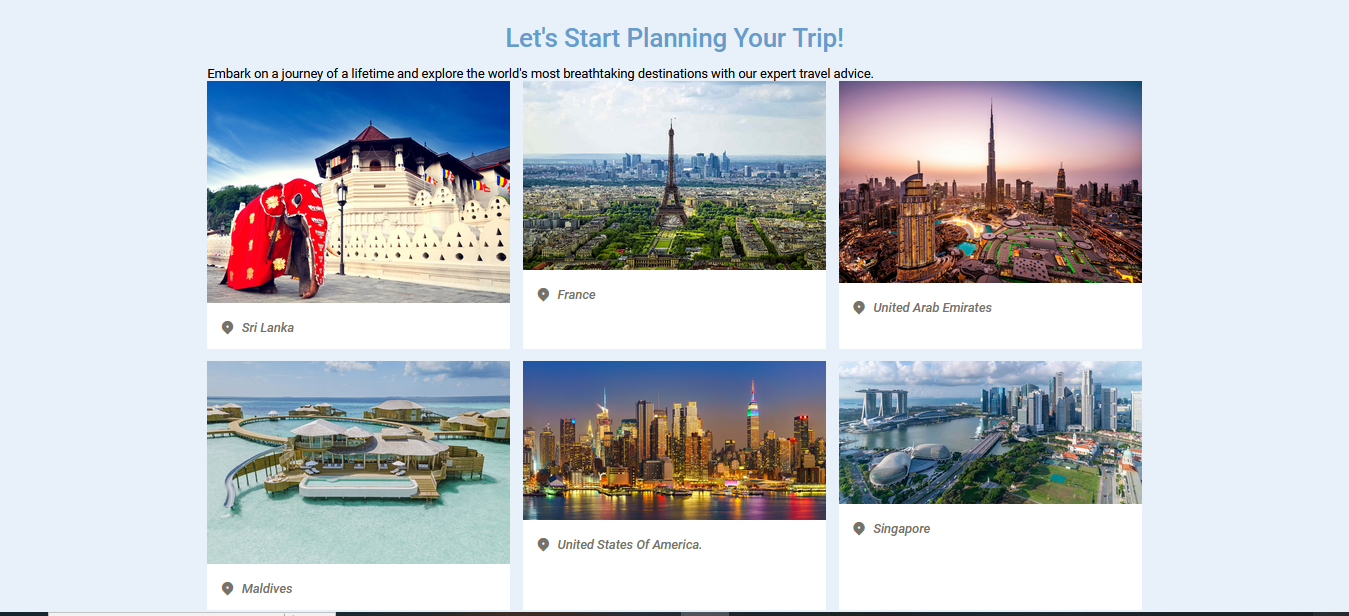 Let's Start Planning Your Trip!
Embark on a journey of a lifetime and explore the world's most breathtaking destinations with our expert travel advice.
Sri Lanka
France
United Arab Emirates
Maldives
United States Of America.
Singapore